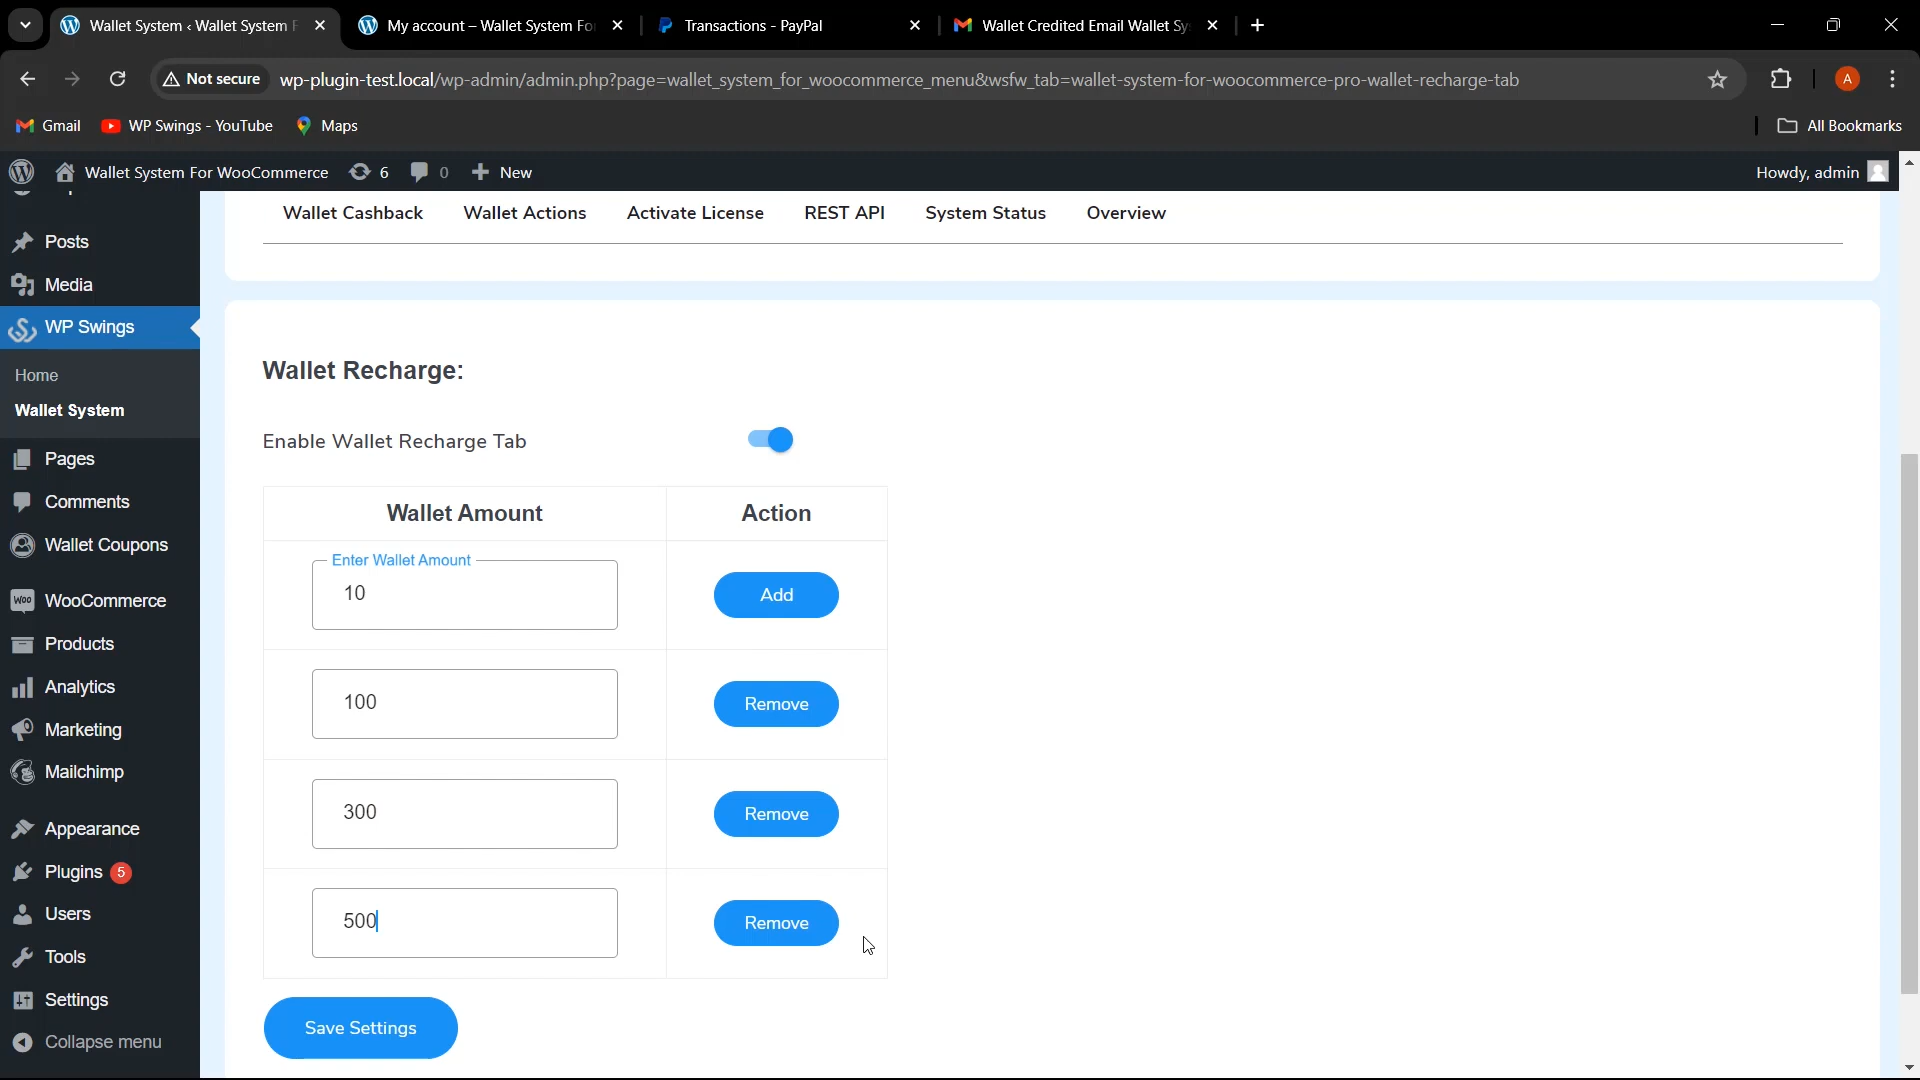 Wallet System ‹ Wallet System F
My account – Wallet System Fo
Transactions - PayPal
Wallet Credited Email Wallet Sy
Not secure
wp-plugin-test.local/wp-admin/admin.php?page=wallet_system_for_woocommerce_menu&wsfw_tab=wallet-system-for-woocommerce-pro-wallet-recharge-tab
A
Gmail
WP Swings - YouTube
Maps
All Bookmarks
Wallet System For WooCommerce
6
0
New
Howdy, admin
Posts
Media
WP Swings
Home
Wallet System
Pages
Comments
Wallet Coupons
Woo
WooCommerce
Products
Analytics
Marketing
Mailchimp
Appearance
Plugins 5
Users
Tools
Settings
Collapse menu
Wallet Cashback
Wallet Actions
Activate License
REST API
System Status
Overview
Wallet Recharge:
Enable Wallet Recharge Tab
Wallet Amount
Action
Enter Wallet Amount
10
Add
100
Remove
300
Remove
500
Remove
Save Settings